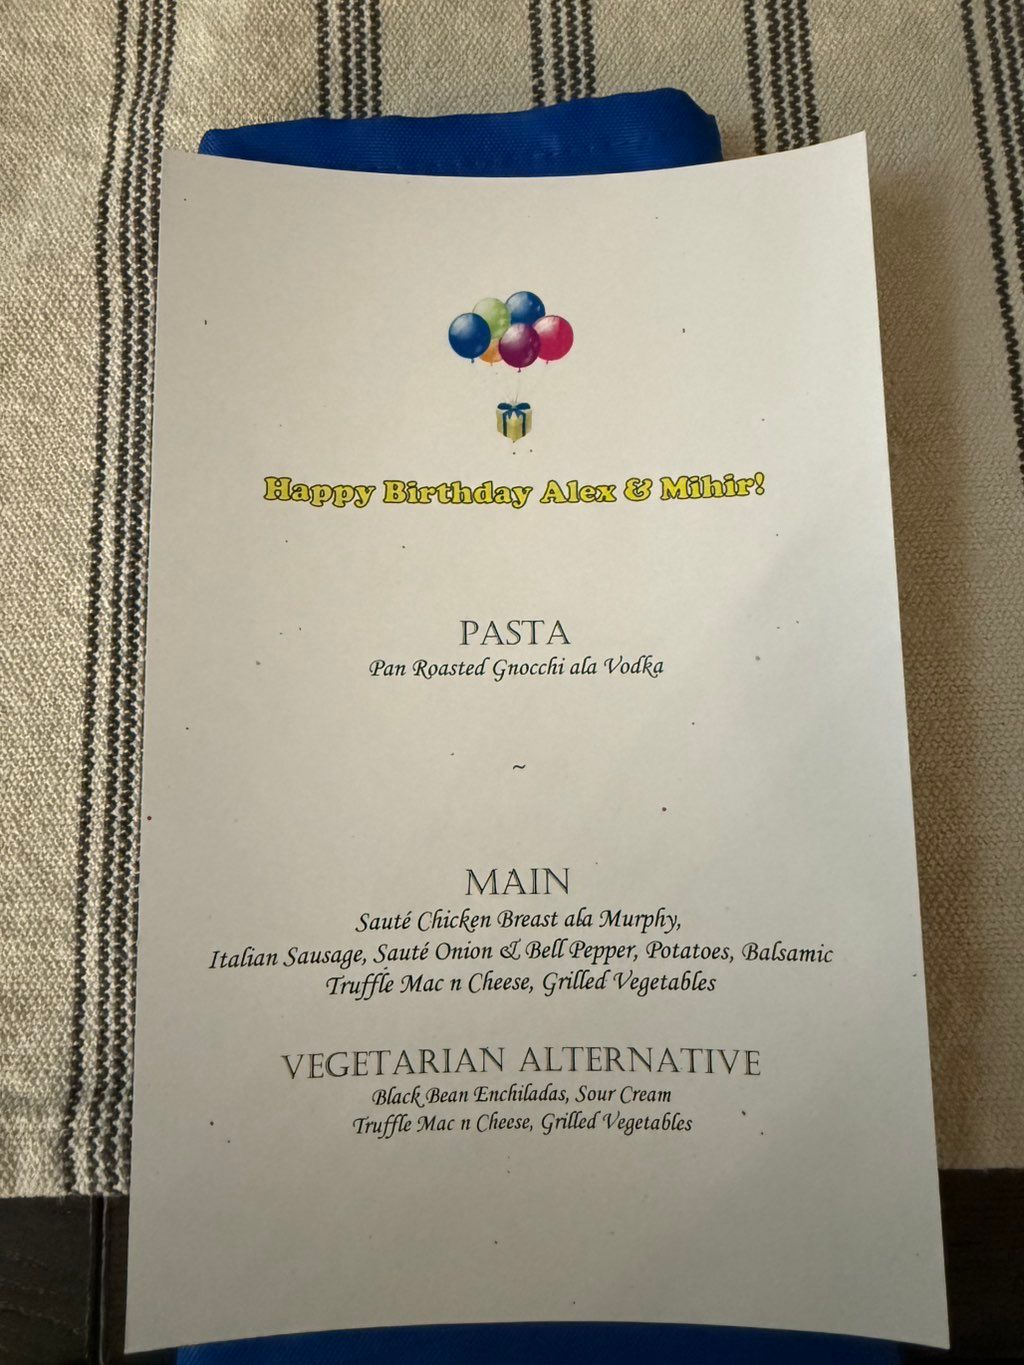 Happy Birthday Alex & Mihir!
PASTA
Pan Roasted Gnocchi ala Vodka
~
MAIN
Sauté Chicken Breast ala Murphy,
Italian Sausage, Sauté Onion & Bell Pepper, Potatoes, Balsamic
Truffle Mac n Cheese, Grilled Vegetables
VEGETARIAN ALTERNATIVE
Black Bean Enchiladas, Sour Cream
Truffle Mac n Cheese, Grilled Vegetables